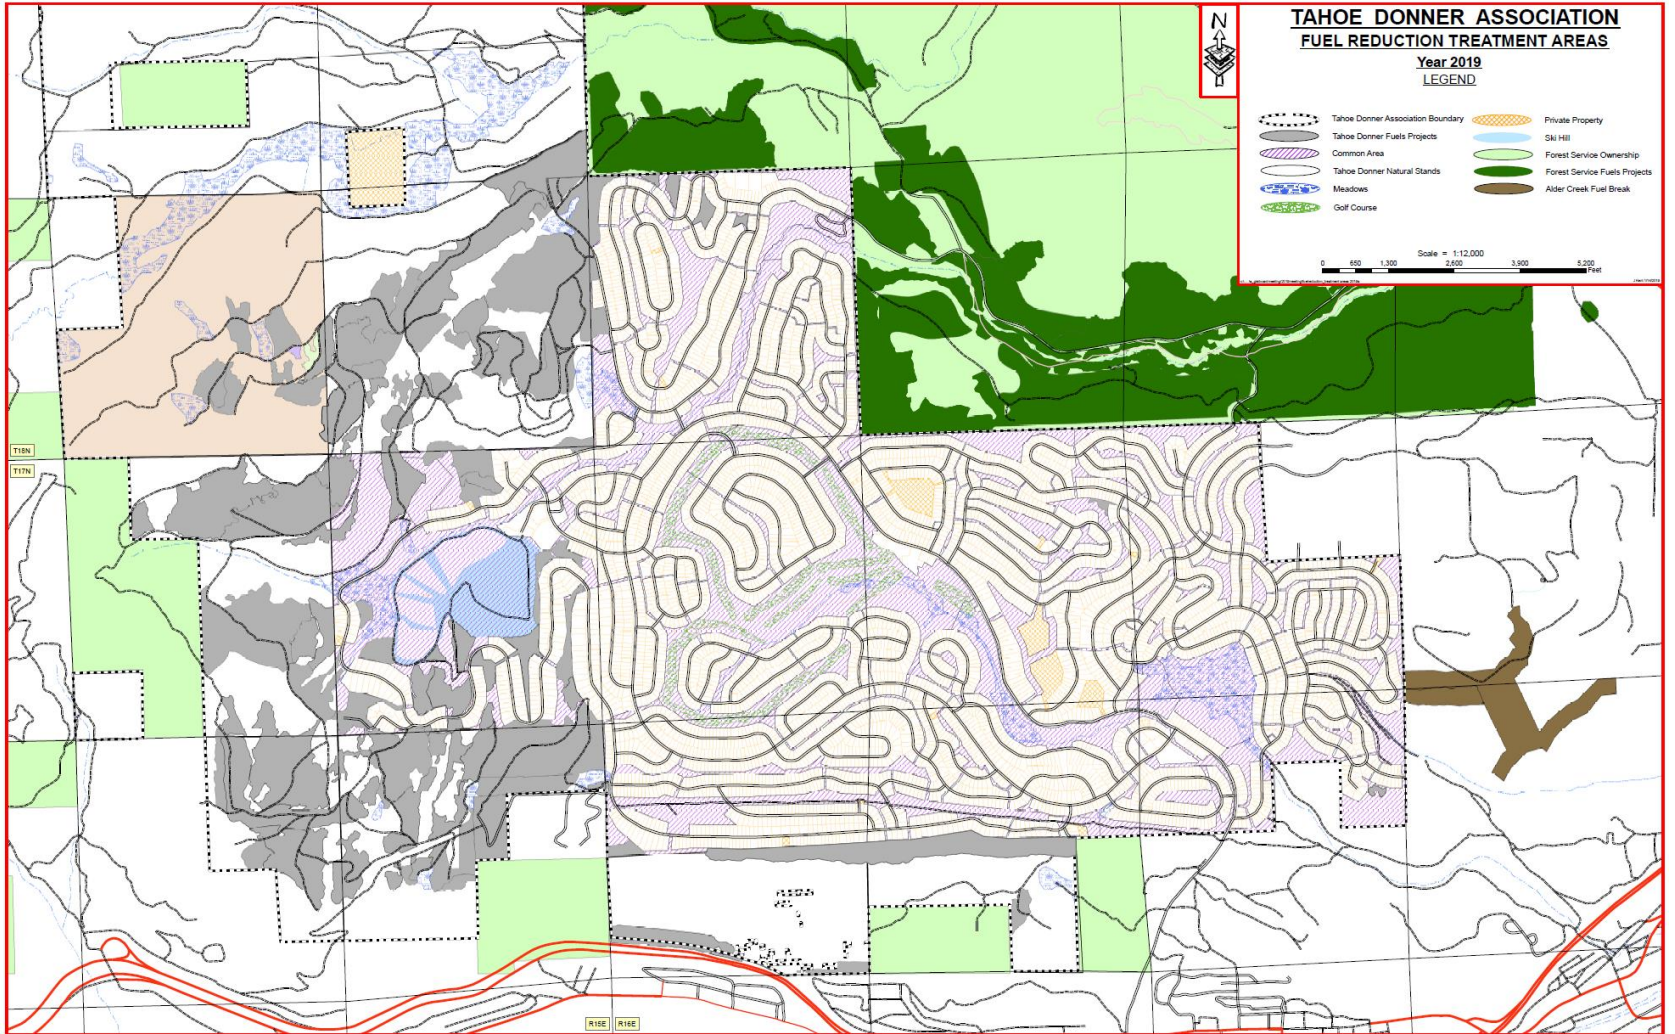 N
TAHOE DONNER ASSOCIATION
FUEL REDUCTION TREATMENT AREAS
Year 2019
LEGEND
Tahoe Donner Association Boundary
Tahoe Donner Fuels Projects
Common Area
Tahoe Donner Natural Stands
Meadows
Golf Course
Private Property
Ski Hill
Forest Service Ownership
Forest Service Fuels Projects
Alder Creek Fuel Break
Scale = 1:12,000
0 650 1,300 2,600 3,900 5,200
Feet
T18N
T17N
R15E R16E